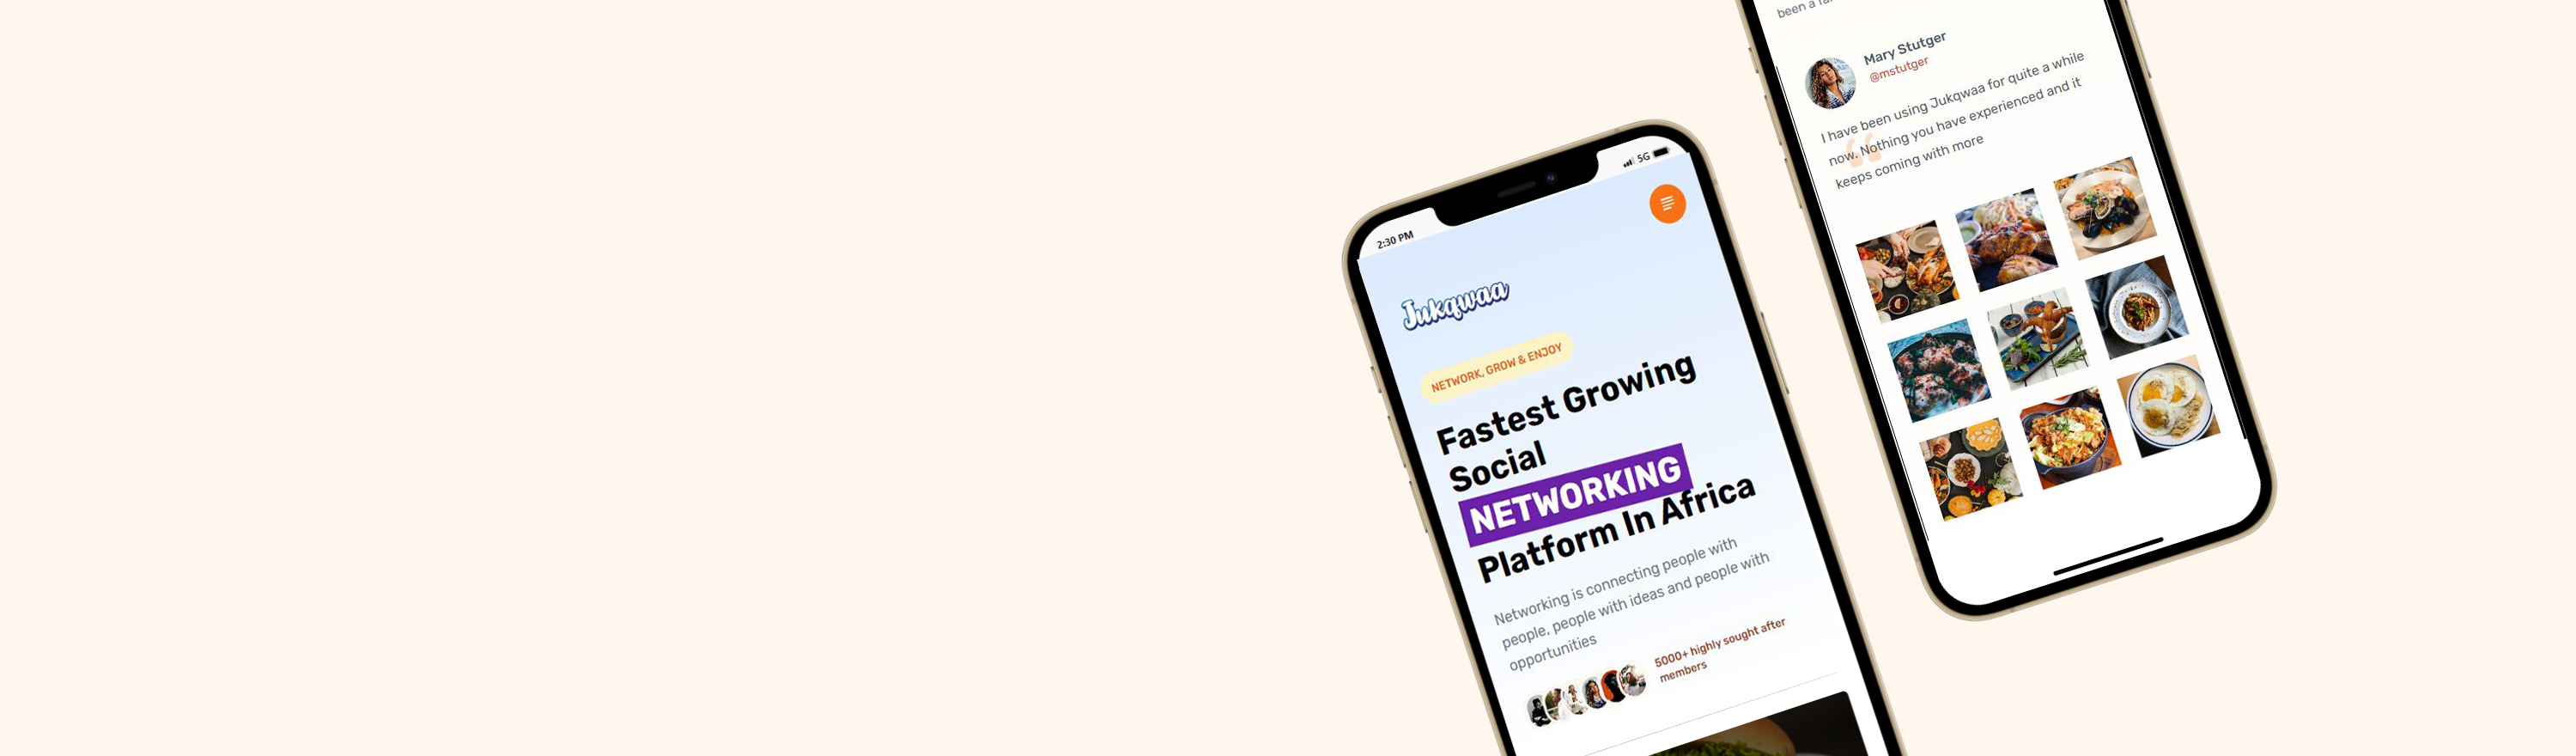 2:30 PM
5G
Jukqwaa
NETWORK, GROW & ENJOY
Fastest Growing
Social
NETWORKING
Platform In Africa
Networking is connecting people with
people, people with ideas and people with
opportunities
5000+ highly sought after
members
been a
Mary Stutger
@mstutger
I have been using Jukqwaa for quite a while
now. Nothing you have experienced and it
keeps coming with more